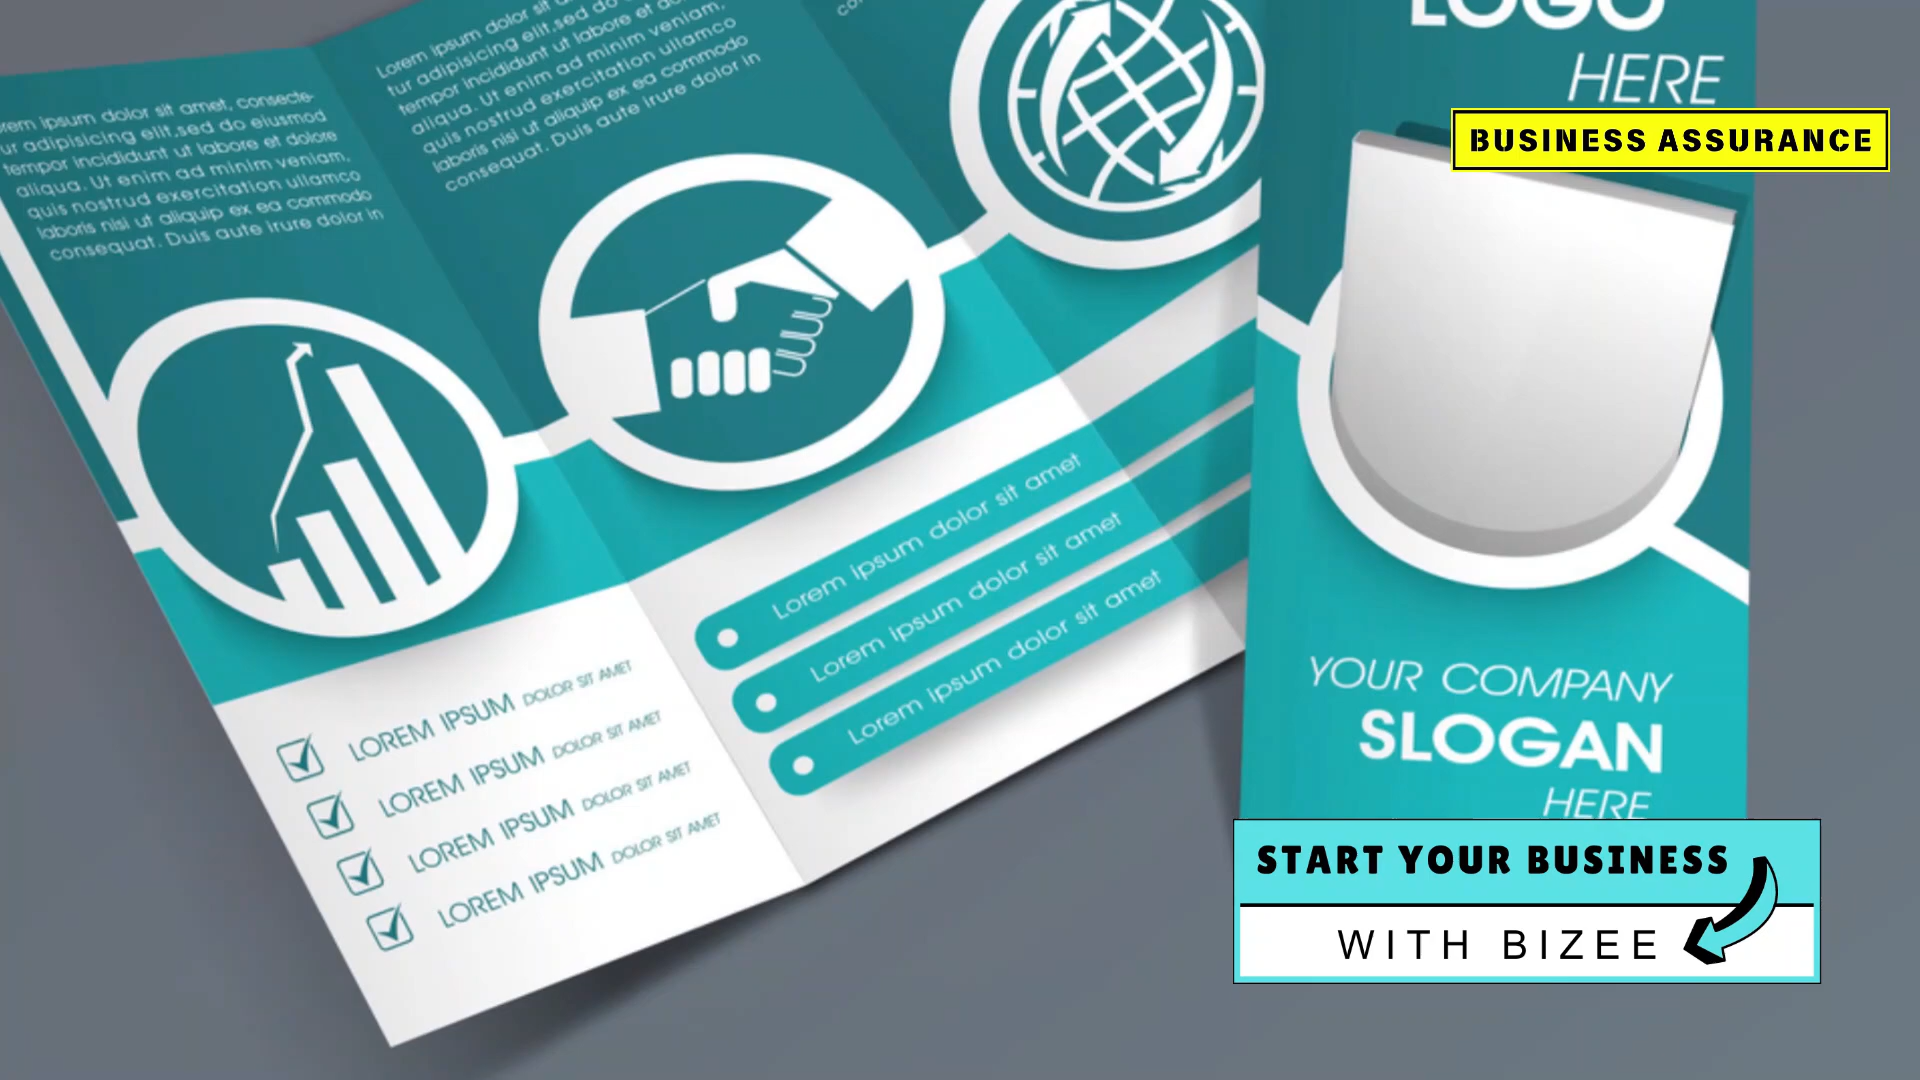 orem ipsum dolor sit amet, consecte-
ur adipisicing elit,sed do eiusmod
tempor incididunt ut labore et dolore
aliqua. Ut enim ad minim veniam,
quis nostrud exercitation ullamco
laboris nisi ut aliquip ex ea commodo
consequat. Duis aute irure dolor in
Lorem ipsum dolor sit
tur adipisicing elit,sed do
tempor incididunt ut labore et
aliqua. Ut enim ad minim veniam,
quis nostrud exercitation ullamco
laboris nisi ut aliquip ex ea commodo
consequat. Duis aute irure dolor in
LOREM IPSUM DOLOR SIT AMET
LOREM IPSUM DOLOR SIT AMET
LOREM IPSUM DOLOR SIT AMET
LOREM IPSUM DOLOR SIT AMET
Lorem ipsum dolor sit amet
Lorem ipsum dolor sit amet
Lorem ipsum dolor sit amet
LOGO
HERE
BUSINESS ASSURANCE
YOUR COMPANY
SLOGAN
HERE
START YOUR BUSINESS
WITH BIZEE